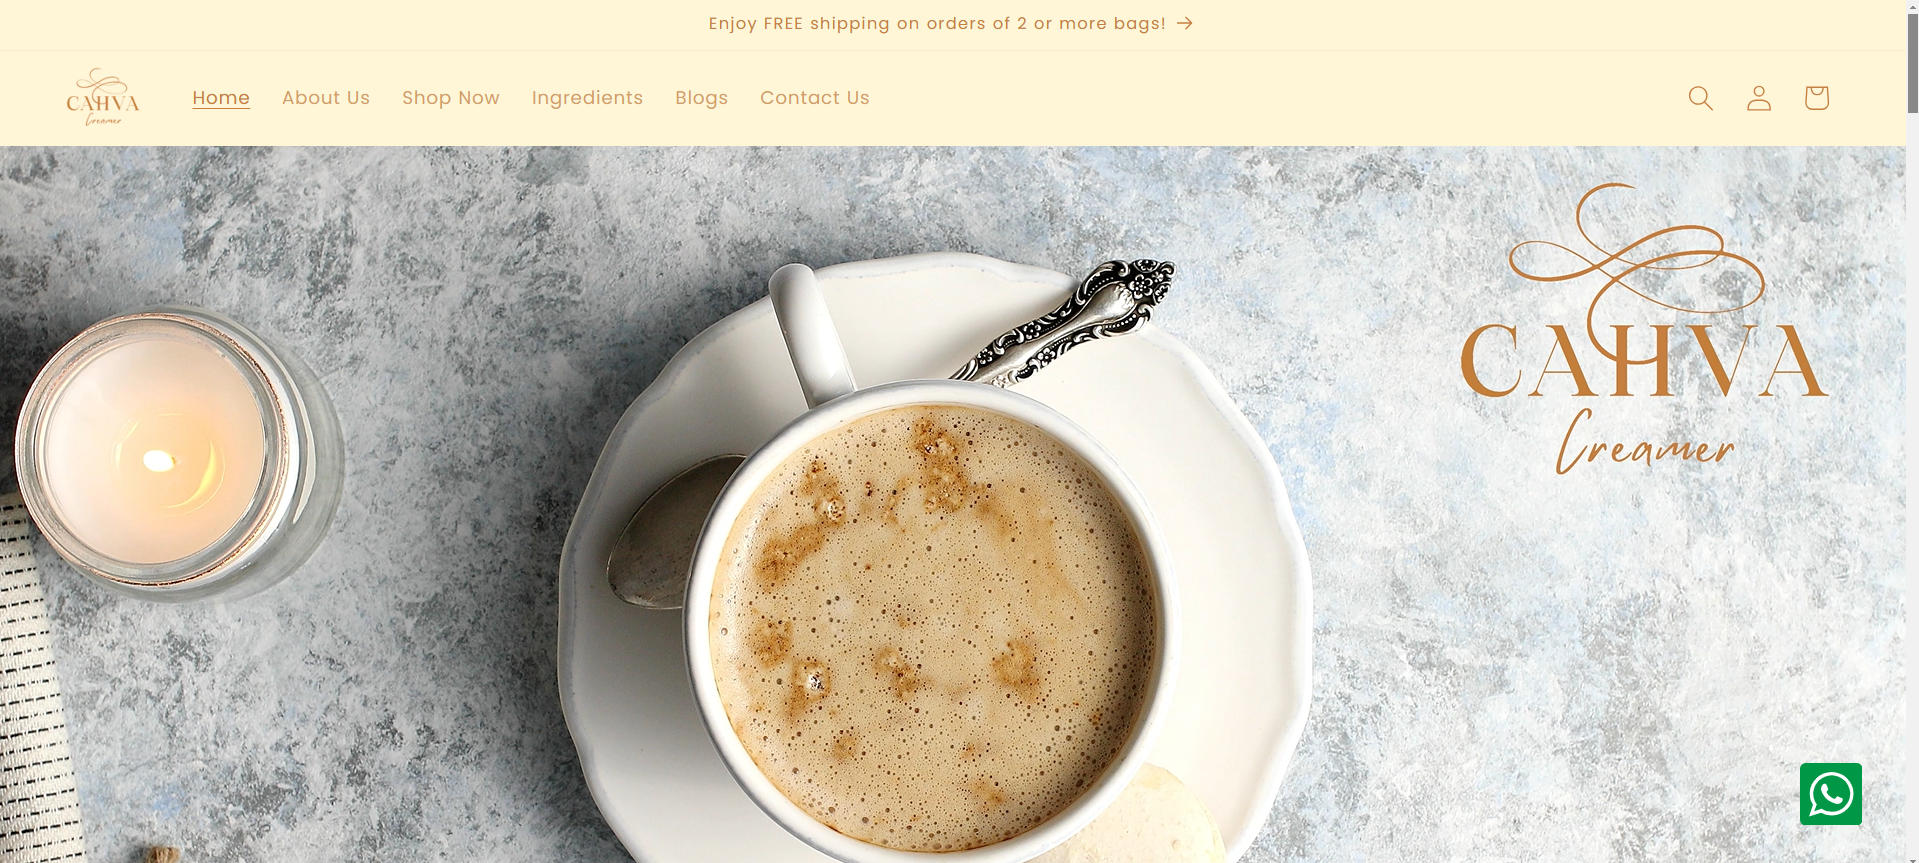 Enjoy FREE shipping on orders of 2 or more bags!
CAHVA
Creamer
Home
About Us
Shop Now
Ingredients
Blogs
Contact Us
CAHVA
Creamer